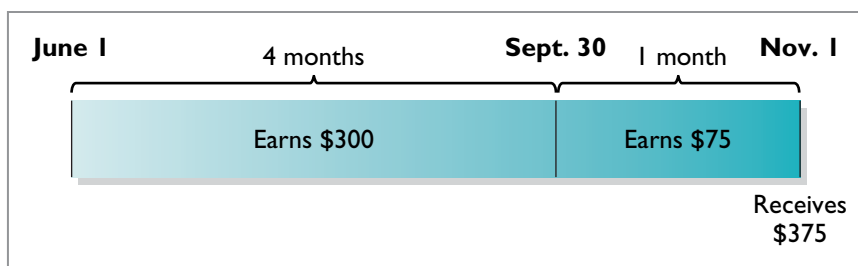 June 1
4 months
Sept. 30
1 month
Nov. 1
Earns $300
Earns $75
Receives
$375